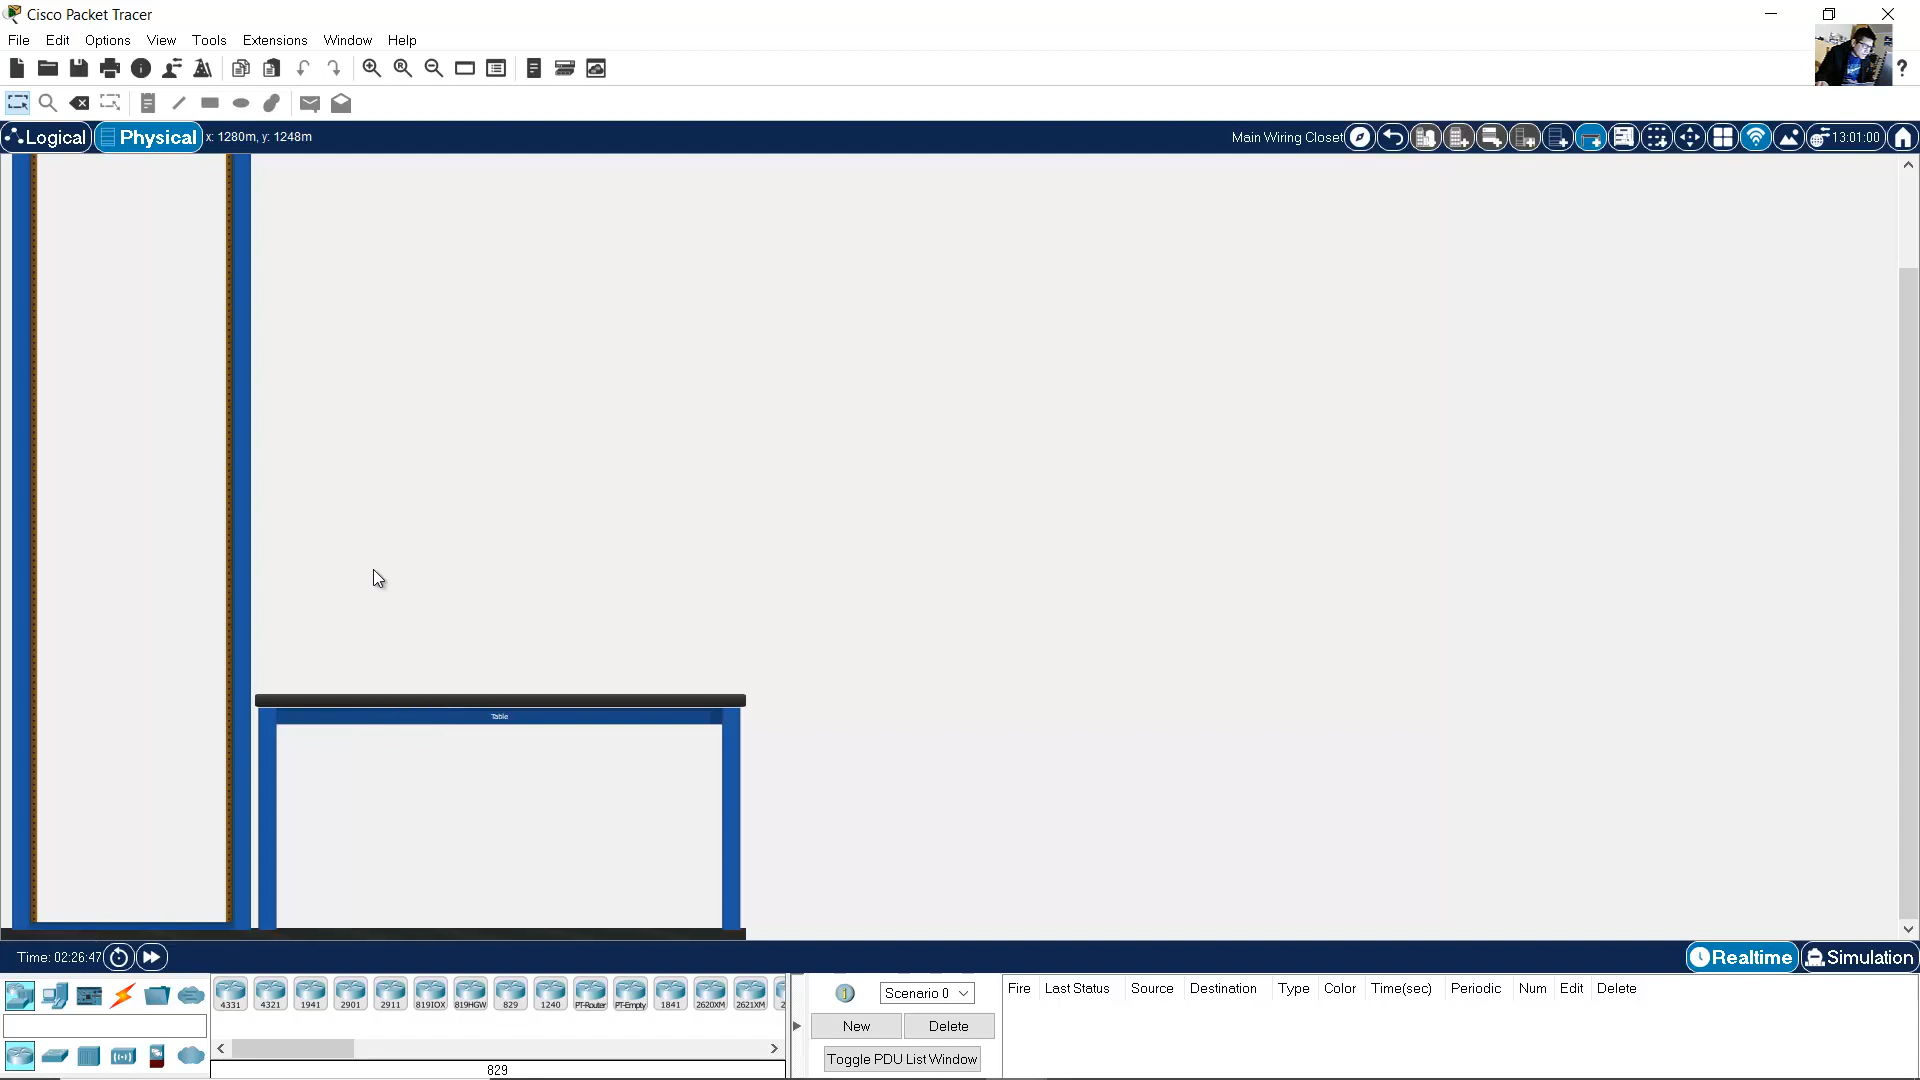 Cisco Packet Tracer
File Edit Options View Tools Extensions Window Help
?
Logical Physical x: 1280m, y: 1248m Main Wiring Closet 13:01:00
Table
Time: 02:26:47 Realtime Simulation
4331 4321 1941 2901 2911 819IOX 819HGW 829 1240 PT-Router PT-Empty 1841 2620XM 2621XM 2
829
Scenario 0
New Delete
Toggle PDU List Window
Fire Last Status Source Destination Type Color Time(sec) Periodic Num Edit Delete